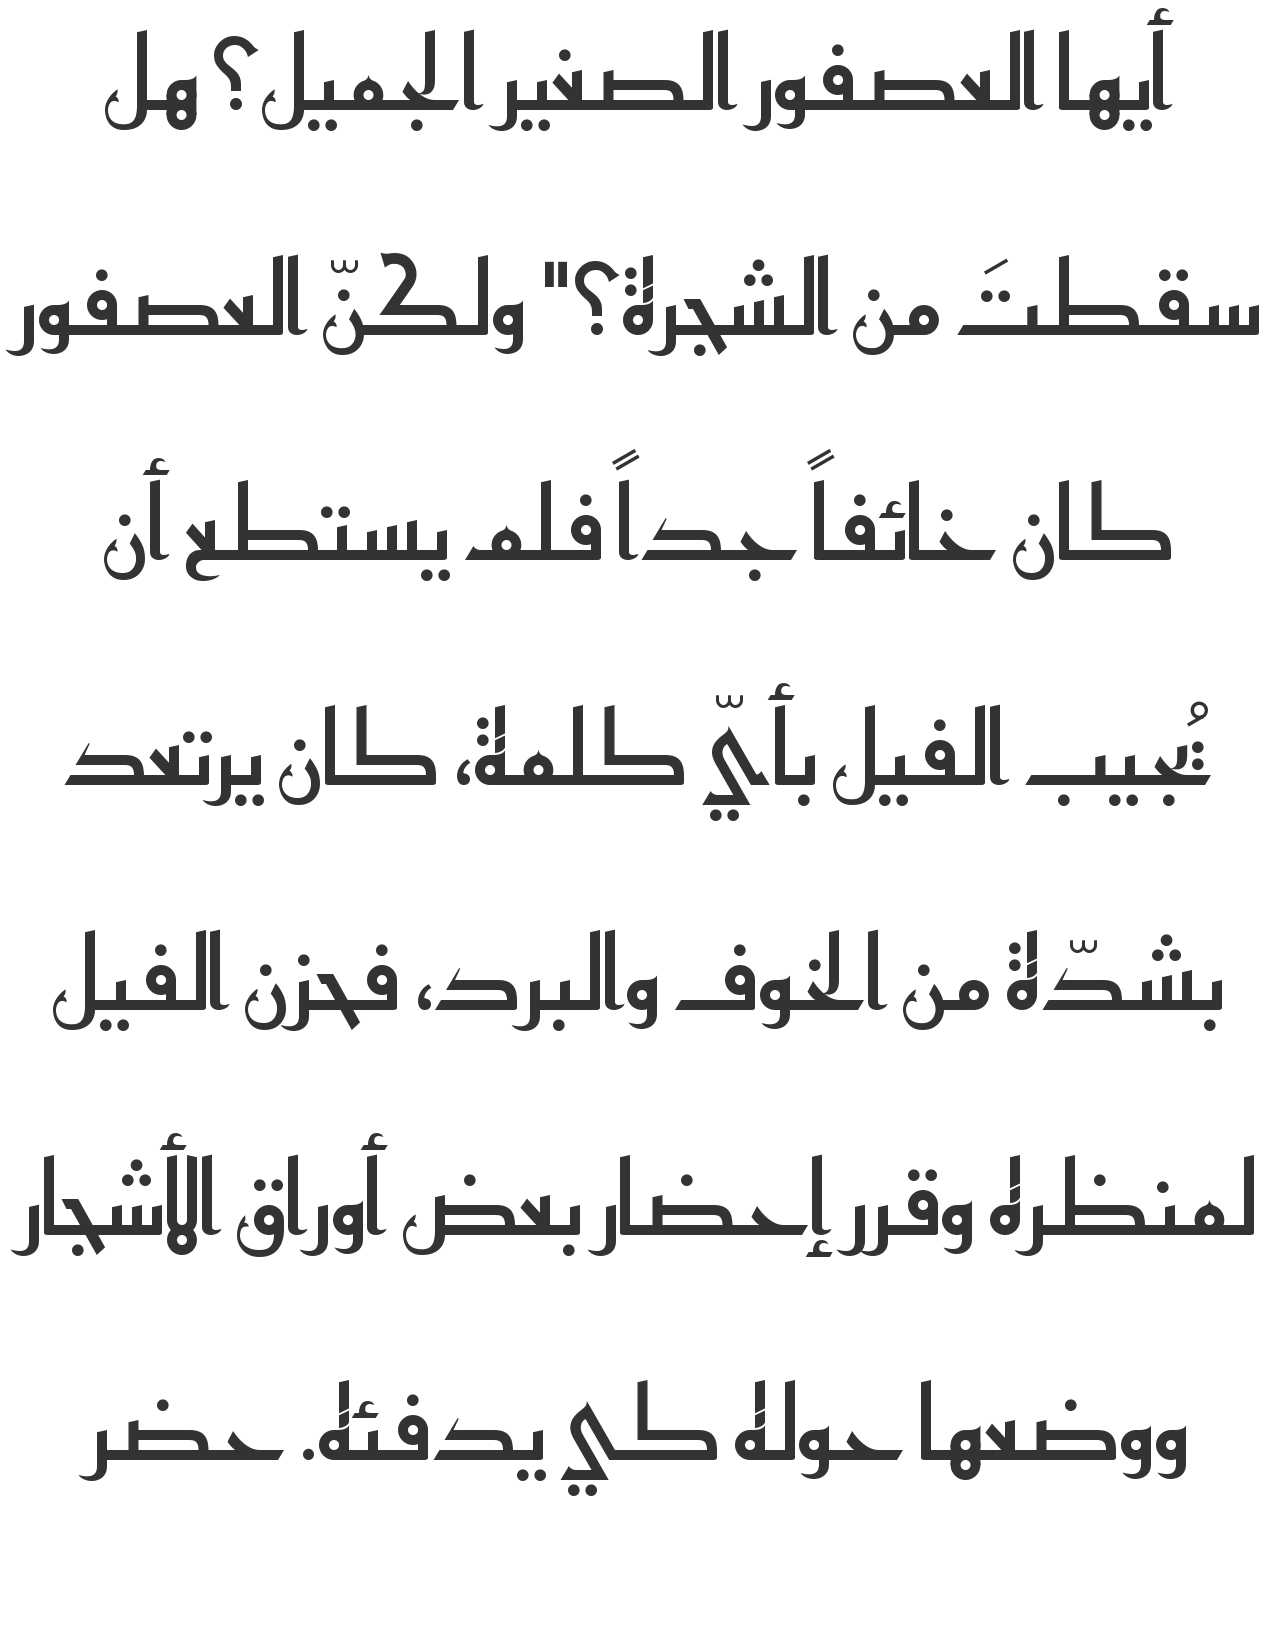 أيها العصفور الصغير الجميل؟ هل
سقطتَ من الشجرة؟" ولكنّ العصفور
كان خائفاً جداً فلم يستطع أن
تُجيب الفيل بأيّ كلمة، كان يرتعد
بشدّة من الخوف والبرد، فحزن الفيل
لمنظره وقرر إحضار بعض أوراق الأشجار
ووضعها حوله كي يدفئه. حضر